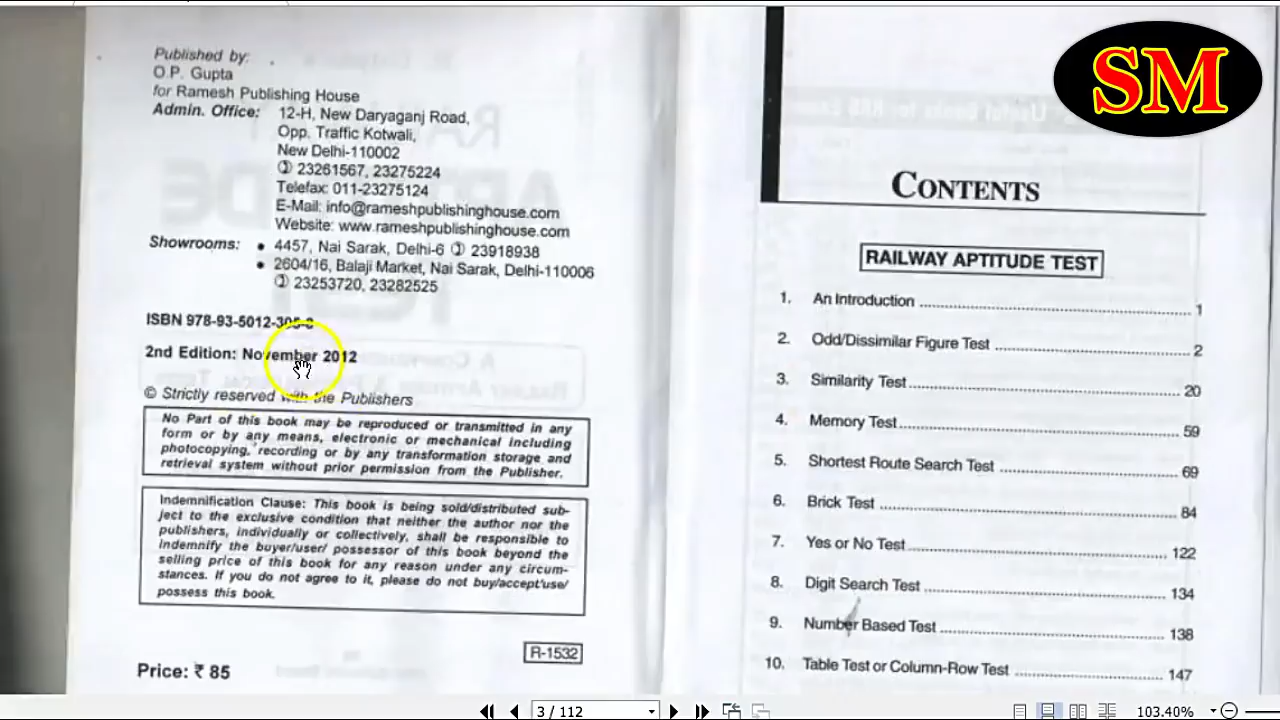 Published by:
O.P. Gupta
for Ramesh Publishing House
Admin. Office: 12-H, New Daryaganj Road,
Opp. Traffic Kotwali,
New Delhi-110002
✆ 23261567, 23275224
Telefax: 011-23275124
E-Mail: info@rameshpublishinghouse.com
Website: www.rameshpublishinghouse.com
Showrooms: ● 4457, Nai Sarak, Delhi-6 ✆ 23918938
● 2604/16, Balaji Market, Nai Sarak, Delhi-110006
✆ 23253720, 23282525
ISBN 978-93-5012-305-8
2nd Edition: November 2012
© Strictly reserved with the Publishers
No Part of this book may be reproduced or transmitted in any
form or by any means, electronic or mechanical including
photocopying, recording or by any transformation storage and
retrieval system without prior permission from the Publisher.
Indemnification Clause: This book is being sold/distributed sub-
ject to the exclusive condition that neither the author nor the
publishers, individually or collectively, shall be responsible to
indemnify the buyer/user/ possessor of this book beyond the
selling price of this book for any reason under any circum-
stances. If you do not agree to it, please do not buy/accept/use/
possess this book.
R-1532
Price: ₹ 85
SM
CONTENTS
RAILWAY APTITUDE TEST
1. An Introduction 1
2. Odd/Dissimilar Figure Test 2
3. Similarity Test 20
4. Memory Test 59
5. Shortest Route Search Test 69
6. Brick Test 84
7. Yes or No Test 122
8. Digit Search Test 134
9. Number Based Test 138
10. Table Test or Column-Row Test 147
3 / 112
103.40%